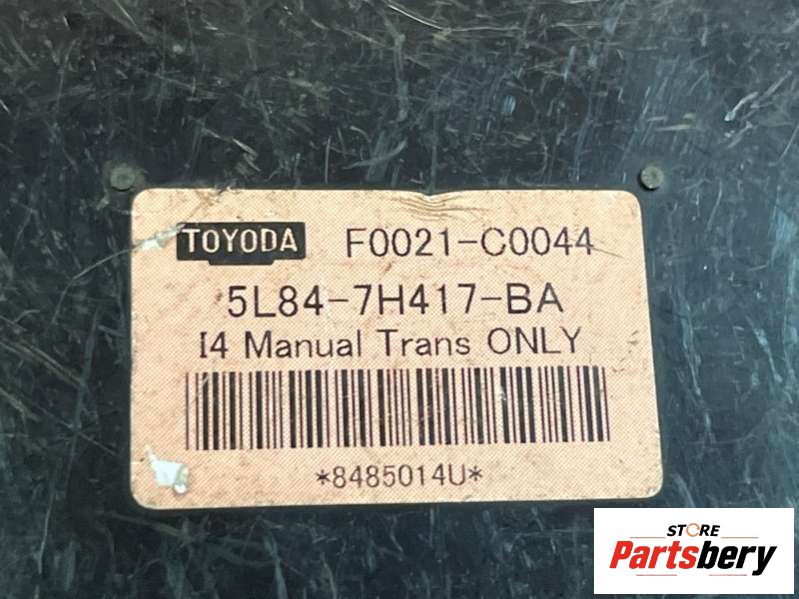 TOYODA F0021-C0044
5L84-7H417-BA
I4 Manual Trans ONLY
*8485014U*
STORE
Partsbery